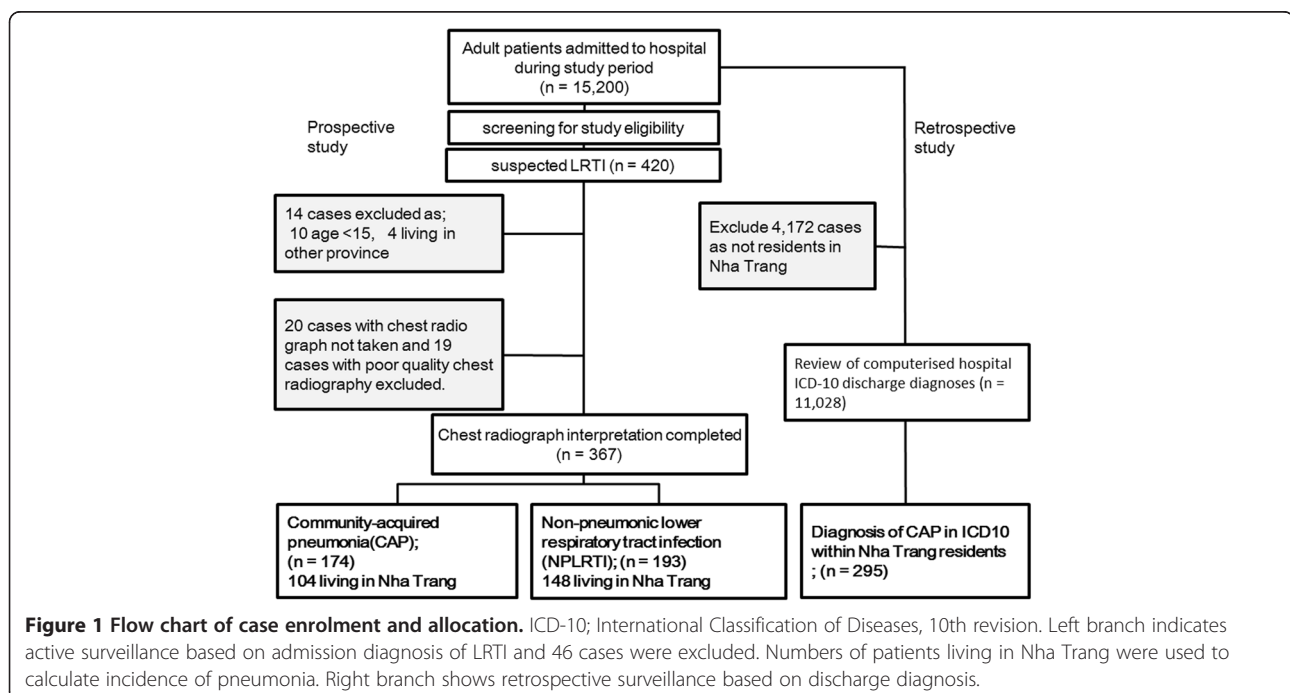 Adult patients admitted to hospital
during study period
(n = 15,200)
Prospective
study
screening for study eligibility
Retrospective
study
suspected LRTI (n = 420)
14 cases excluded as;
10 age <15, 4 living in
other province
Exclude 4,172 cases
as not residents in
Nha Trang
20 cases with chest radio
graph not taken and 19
cases with poor quality chest
radiography excluded.
Review of computerised hospital
ICD-10 discharge diagnoses (n =
11,028)
Chest radiograph interpretation completed
(n = 367)
Community-acquired
pneumonia(CAP);
(n = 174)
104 living in Nha Trang
Non-pneumonic lower
respiratory tract infection
(NPLRTI); (n = 193)
148 living in Nha Trang
Diagnosis of CAP in ICD10
within Nha Trang residents
; (n = 295)
Figure 1 Flow chart of case enrolment and allocation. ICD-10; International Classification of Diseases, 10th revision. Left branch indicates
active surveillance based on admission diagnosis of LRTI and 46 cases were excluded. Numbers of patients living in Nha Trang were used to
calculate incidence of pneumonia. Right branch shows retrospective surveillance based on discharge diagnosis.